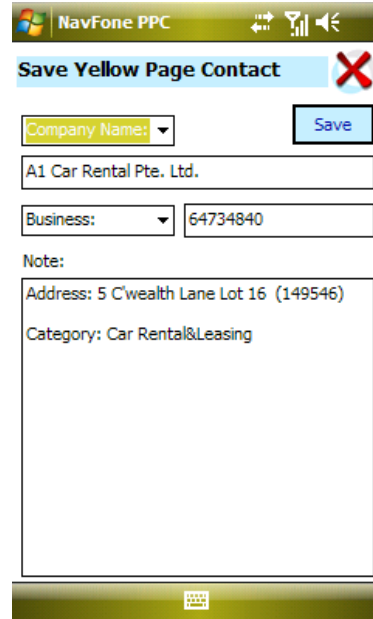 NavFone PPC
Save Yellow Page Contact
Company Name:
Save
A1 Car Rental Pte. Ltd.
Business: 64734840
Note:
Address: 5 C'wealth Lane Lot 16 (149546)
Category: Car Rental&Leasing